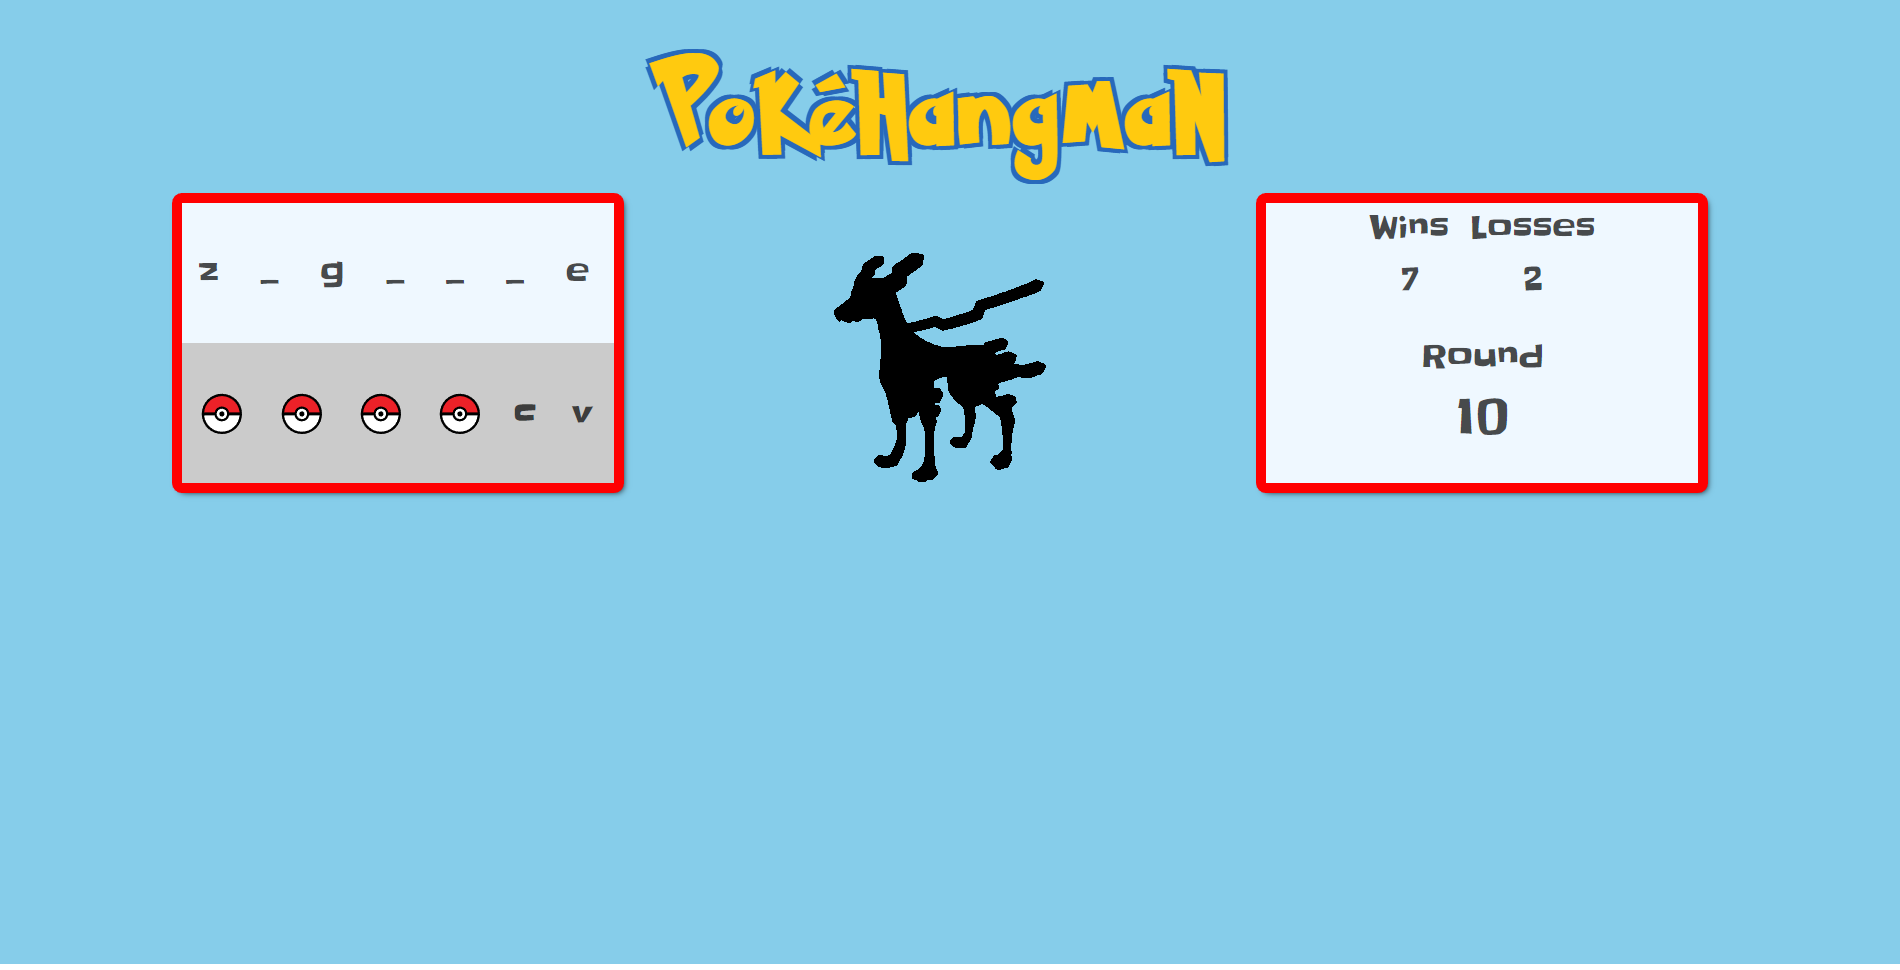 PokéHangmaN
z _ g _ _ _ e
c v
Wins Losses
7 2
Round
10